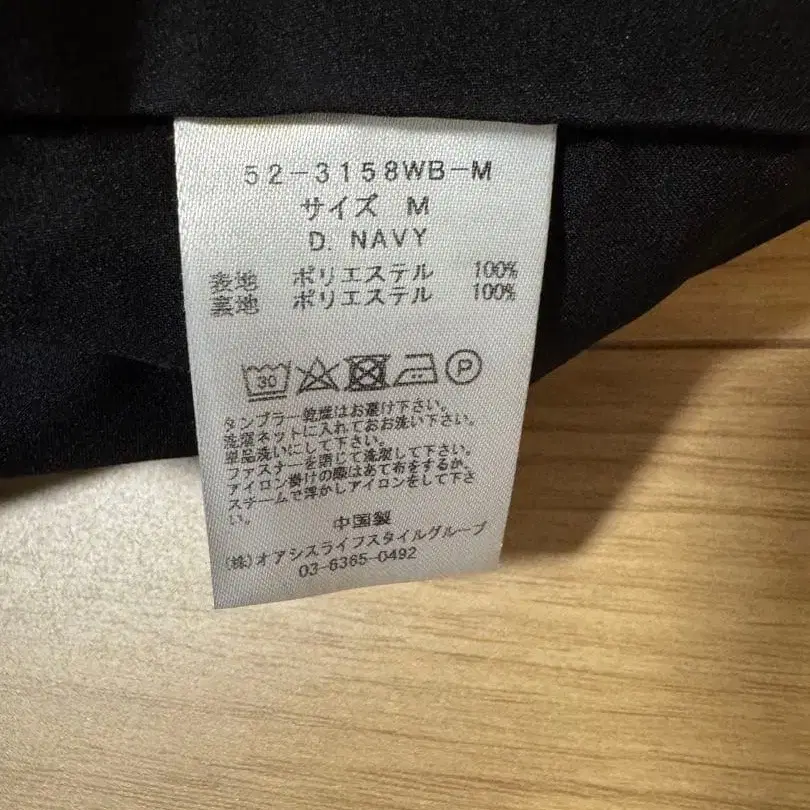 52-3158WB-M
サイズ M
D. NAVY
表地 ポリエステル 100%
裏地 ポリエステル 100%
30 P
タンブラー乾燥はお避け下さい。
洗濯ネットに入れてお洗い下さい。
単品洗いにして下さい。
ファスナーを閉じて洗濯して下さい。
アイロン掛けの際はあて布をするか、
スチームで浮かしアイロンをして下さ
い。
中国製
(株)オアシスライフスタイルグループ
03-6365-0492